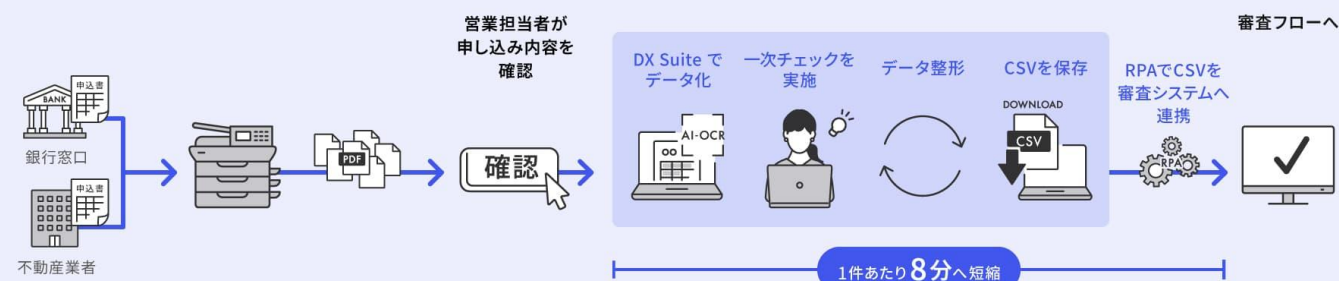 営業担当者が
申し込み内容を
確認
審査フローへ
DX Suite で
データ化
一次チェックを
実施
データ整形
CSVを保存
RPAでCSVを
審査システムへ
連携
申込書
BANK
銀行窓口
申込書
不動産業者
PDF
確認
AI-OCR
DOWNLOAD
CSV
RPA
1件あたり8分へ短縮